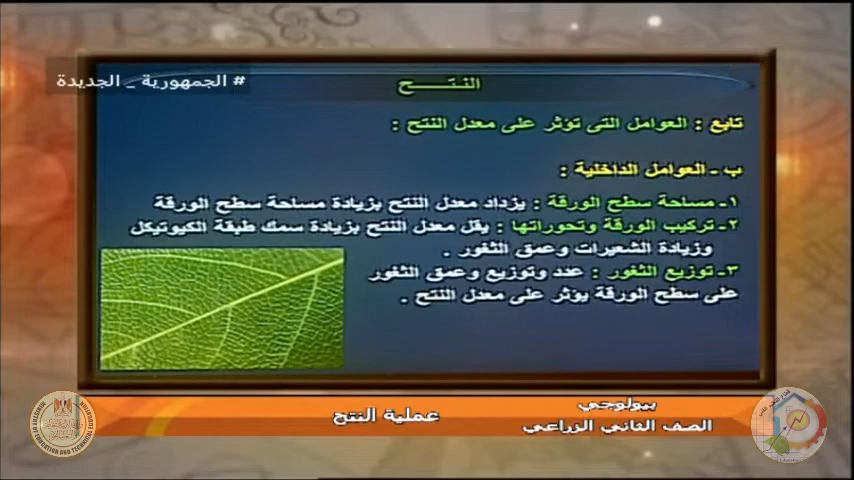 # الجمهورية _ الجديدة
النتـــــح
تابع : العوامل التى تؤثر على معدل النتح :
ب - العوامل الداخلية :
١- مساحة سطح الورقة : يزداد معدل النتح بزيادة مساحة سطح الورقة
٢- تركيب الورقة وتحوراتها : يقل معدل النتح بزيادة سمك طبقة الكيوتيكل
وزيادة الشعيرات وعمق الثغور .
٣- توزيع الثغور : عدد وتوزيع وعمق الثغور
على سطح الورقة يؤثر على معدل النتح .
بيولوجي
الصف الثاني الزراعي
عملية النتح